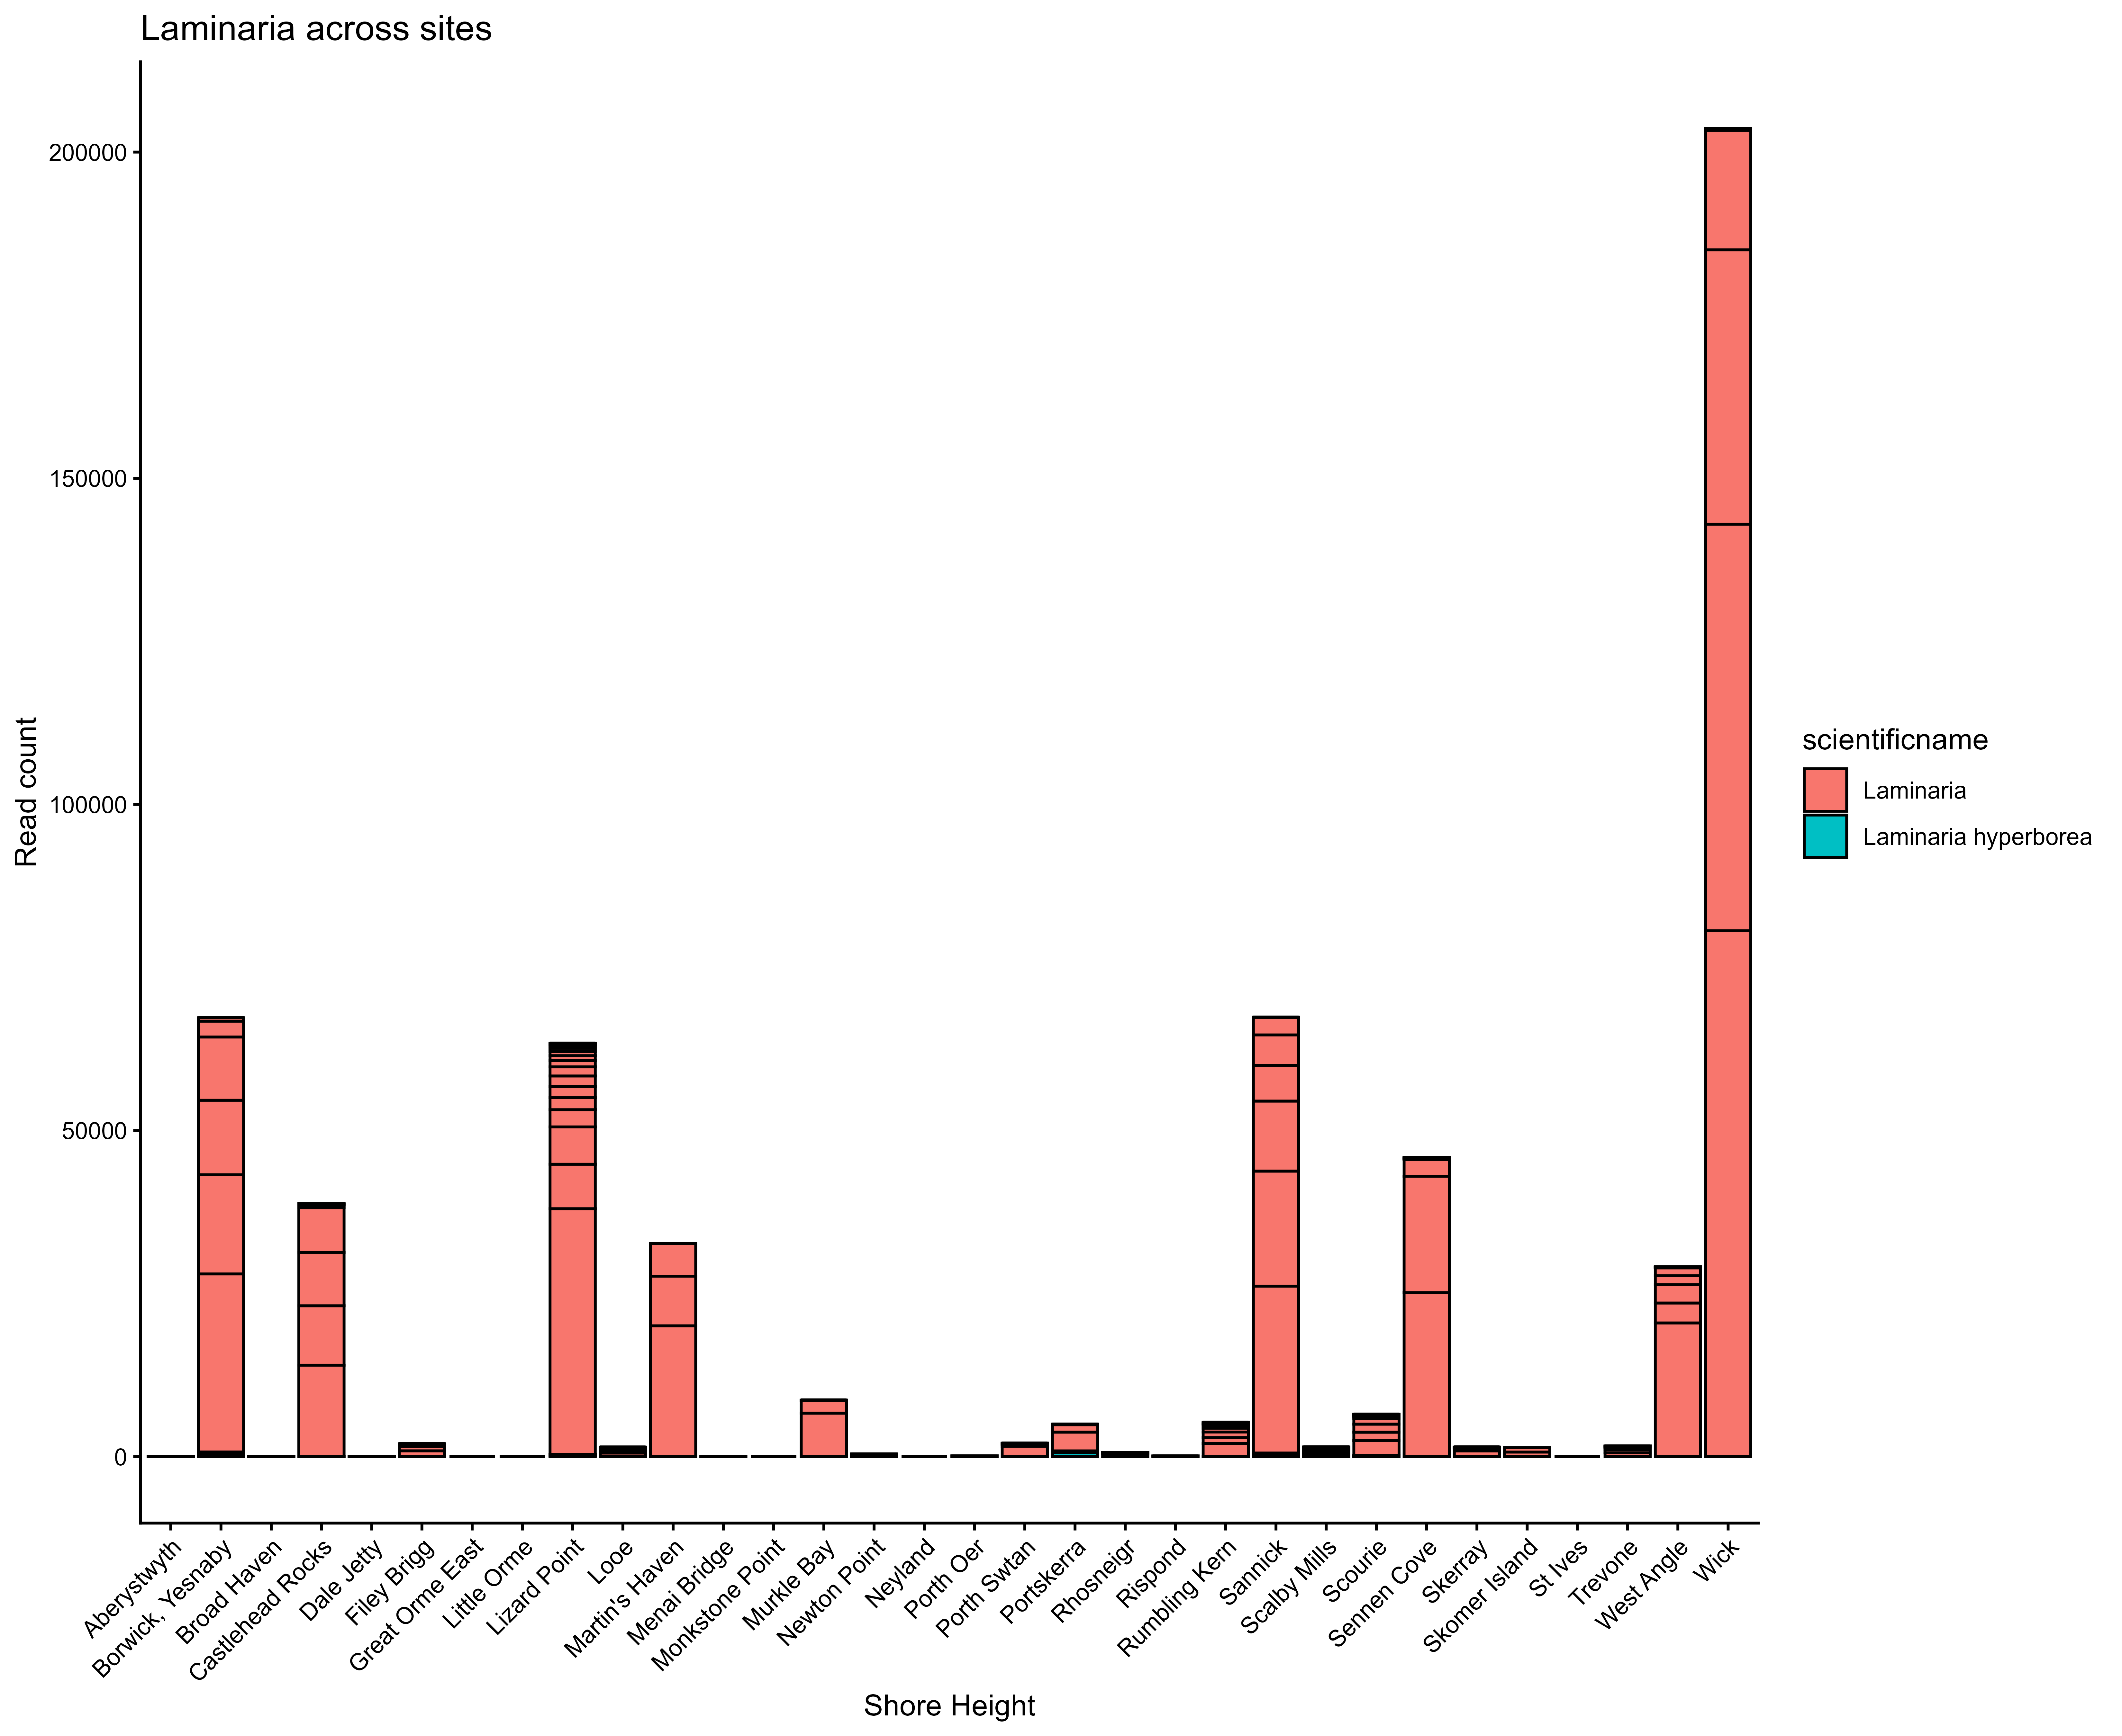 Laminaria across sites
200000
150000
100000
50000
0
Read count
Aberystwyth
Borwick, Yesnaby
Broad Haven
Castlehead Rocks
Dale Jetty
Filey Brigg
Great Orme East
Little Orme
Lizard Point
Looe
Martin's Haven
Menai Bridge
Monkstone Point
Murkle Bay
Newton Point
Neyland
Porth Oer
Porth Swtan
Portskerra
Rhosneigr
Rispond
Rumbling Kern
Sannick
Scalby Mills
Scourie
Sennen Cove
Skerray
Skomer Island
St Ives
Trevone
West Angle
Wick
Shore Height
scientificname
Laminaria
Laminaria hyperborea